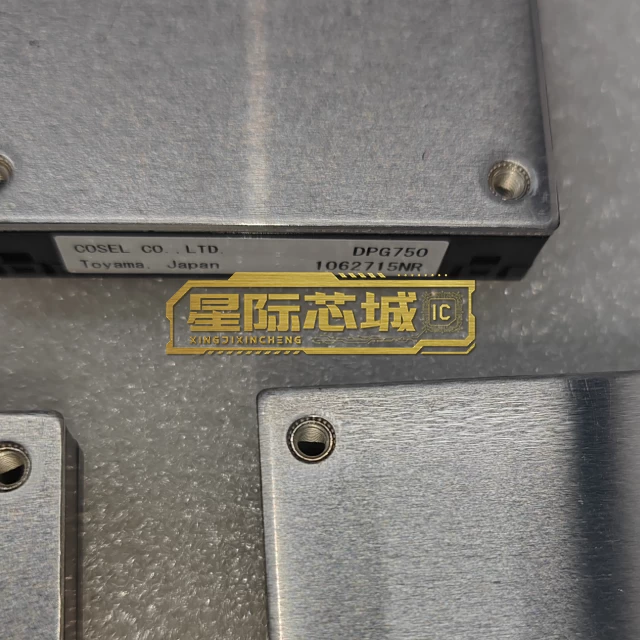 COSEL CO.,LTD DPG750
Toyama, Japan 1062715NR
星际芯城 IC
XINGJIXINCHENG